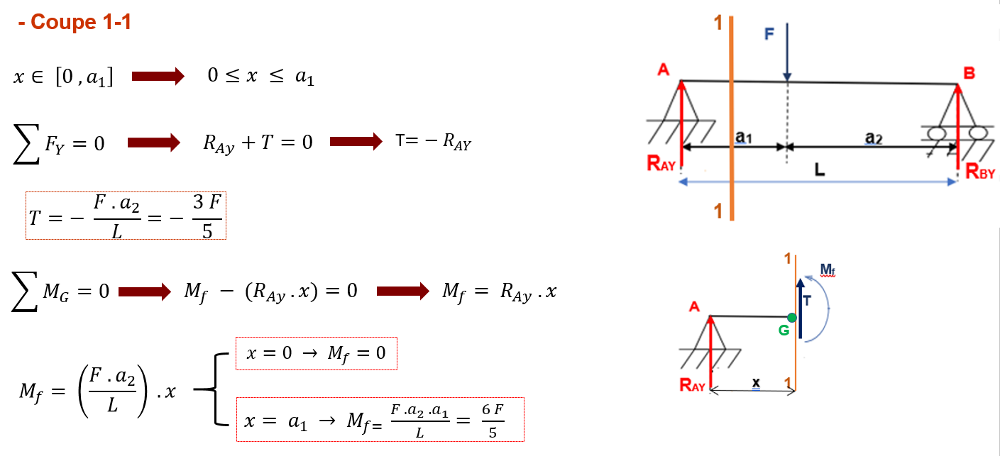 - Coupe 1-1
x ∈ [0 , a₁] 0 ≤ x ≤ a₁
∑ F_Y = 0 R_Ay + T = 0 T= − R_AY
T = − F . a₂ / L = − 3 F / 5
∑ M_G = 0 M_f − (R_Ay . x) = 0 M_f = R_Ay . x
M_f = (F . a₂ / L) . x
x = 0 → M_f = 0
x = a₁ → M_f= F .a₂ .a₁ / L = 6 F / 5
1
F
A
B
a1
a2
RAY
L
RBY
1
1
Mf
T
A
G
RAY
x
1